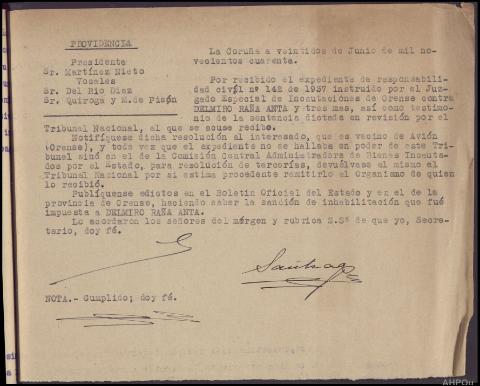 PROVIDENCIA
Presidente
Sr. Martínez Nieto
Vocales
Sr. Del Rio Diaz
Sr. Quiroga y M. de Pisón
La Coruña a veintidos de Junio de mil no-
vecientos cuarenta.
Por recibido el expediente de responsabili-
dad civil nº 142 de 1937 instruido por el Juz-
gado Especial de Incautaciones de Orense contra
DELMIRO RAÑA ANTA y tres mas, así como testimo-
nio de la sentencia dictada en revisión por el
Tribunal Nacional, al que se acuse recibo.
Notifíquese dicha resolución al interesado, que es vecino de Avión
(Orense), y toda vez que el expediente no se hallaba en poder de este Tri-
bunal sinó en el de la Comisión Central Administradora de Bienes Incauta-
dos por el Estado, para resolución de tercerías, devuélvase el mismo al
Tribunal Nacional por si estima procedente remitirlo al Organismo de quien
lo recibió.
Publíquense edictos en el Boletin Oficial del Estado y en el de la
provincia de Orense, haciendo saber la sanción de inhabilitación que fué
impuesta a DELMIRO RAÑA ANTA.
Lo acordaron los señores del márgen y rubrica S.Sª de que yo, Secre-
tario, doy fé.
NOTA.- Cumplido; doy fé.
AHPOu